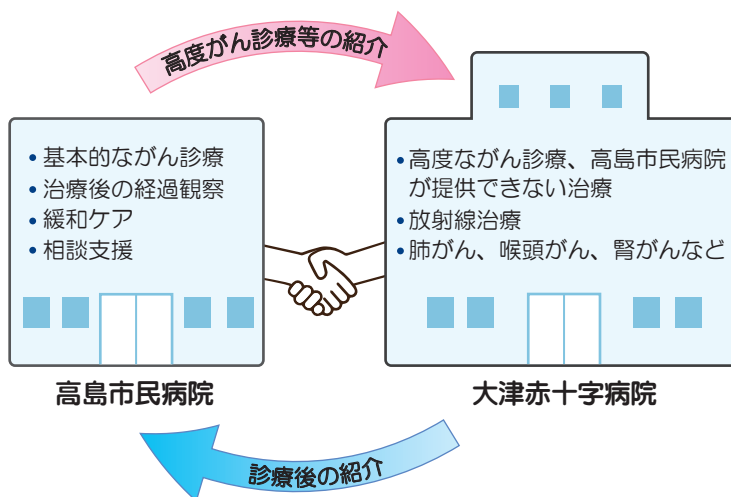 高度がん診療等の紹介
• 基本的ながん診療
• 治療後の経過観察
• 緩和ケア
• 相談支援
• 高度ながん診療、高島市民病院
が提供できない治療
• 放射線治療
• 肺がん、喉頭がん、腎がんなど
高島市民病院
大津赤十字病院
診療後の紹介